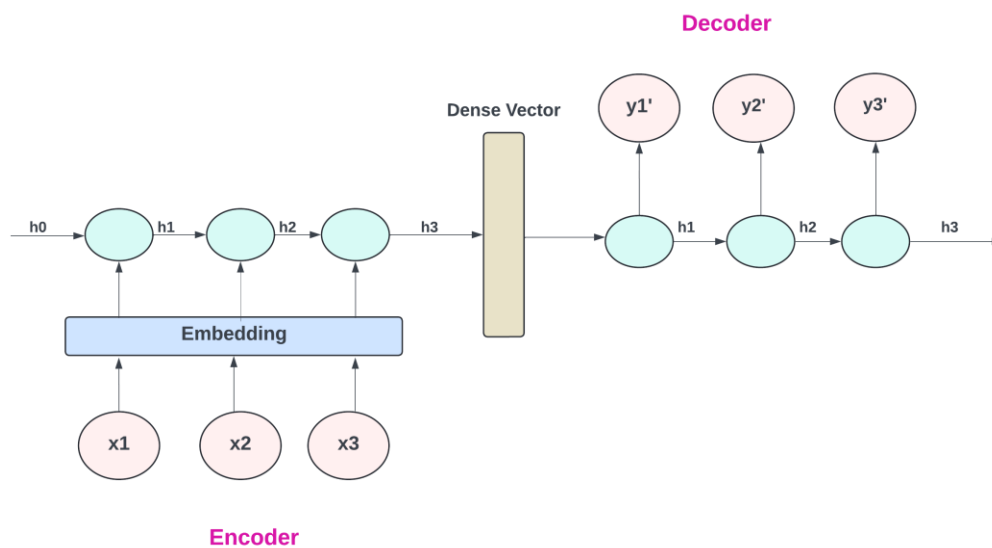 Decoder
Dense Vector
y1' y2' y3'
h0 h1 h2 h3 h1 h2 h3
Embedding
x1 x2 x3
Encoder